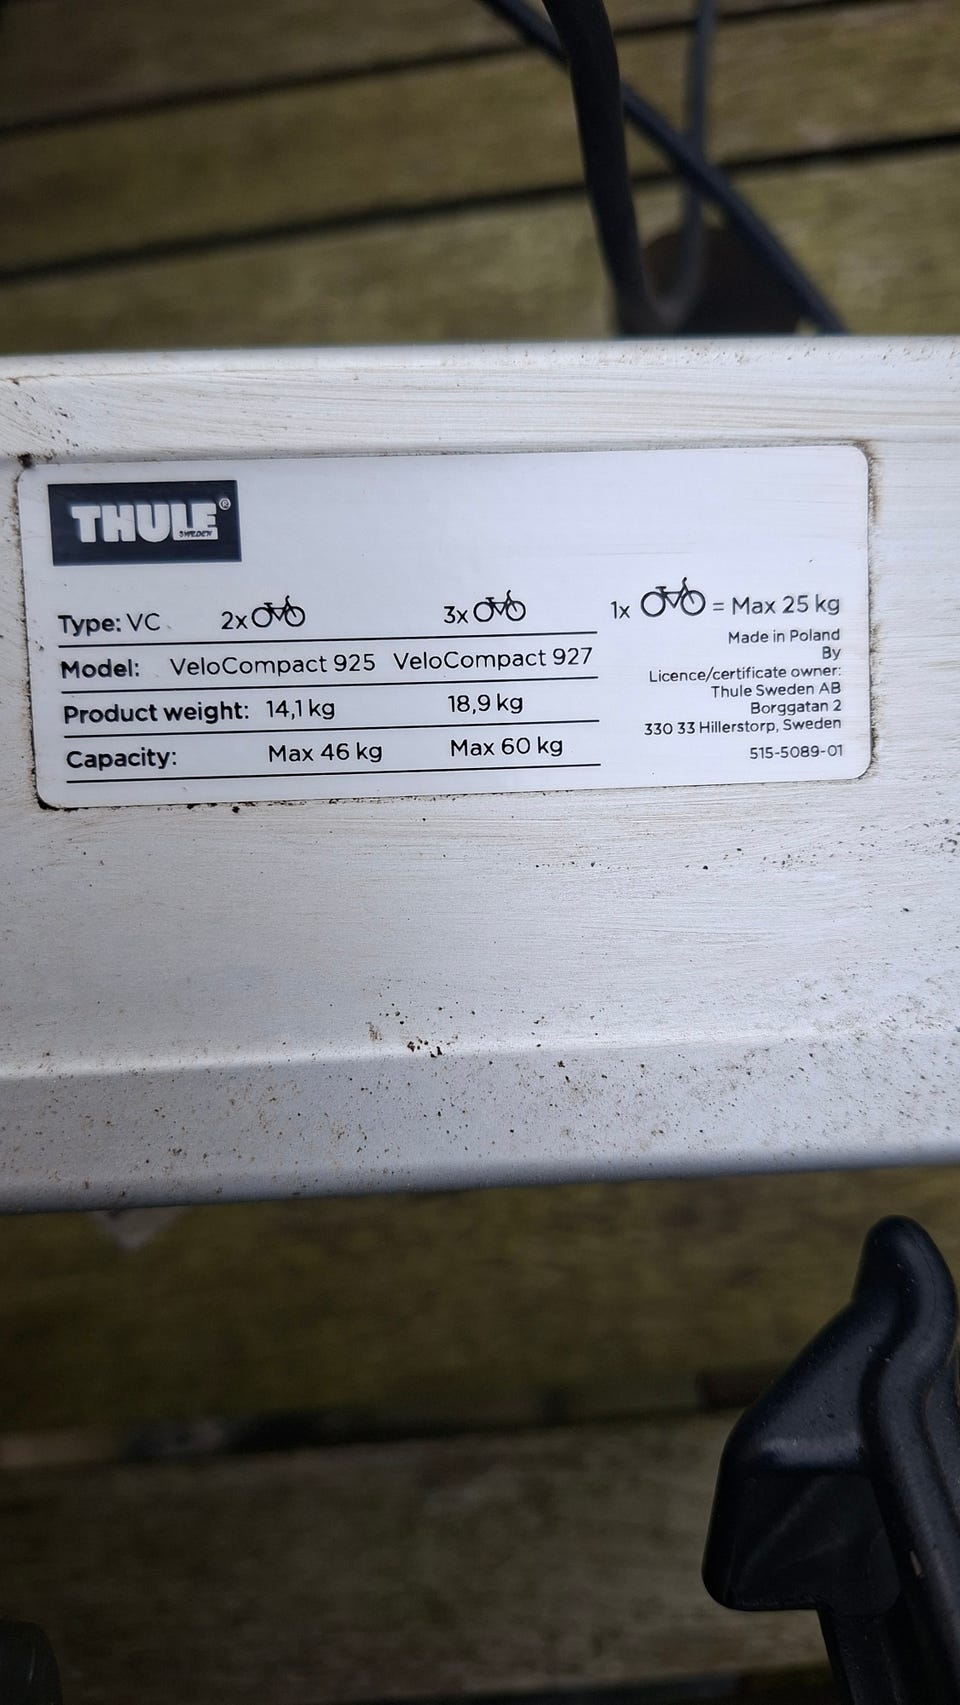 THULE®
SWEDEN
Type: VC 2x 3x 1x = Max 25 kg
Model: VeloCompact 925 VeloCompact 927
Product weight: 14,1 kg 18,9 kg
Capacity: Max 46 kg Max 60 kg
Made in Poland
By
Licence/certificate owner:
Thule Sweden AB
Borggatan 2
330 33 Hillerstorp, Sweden
515-5089-01